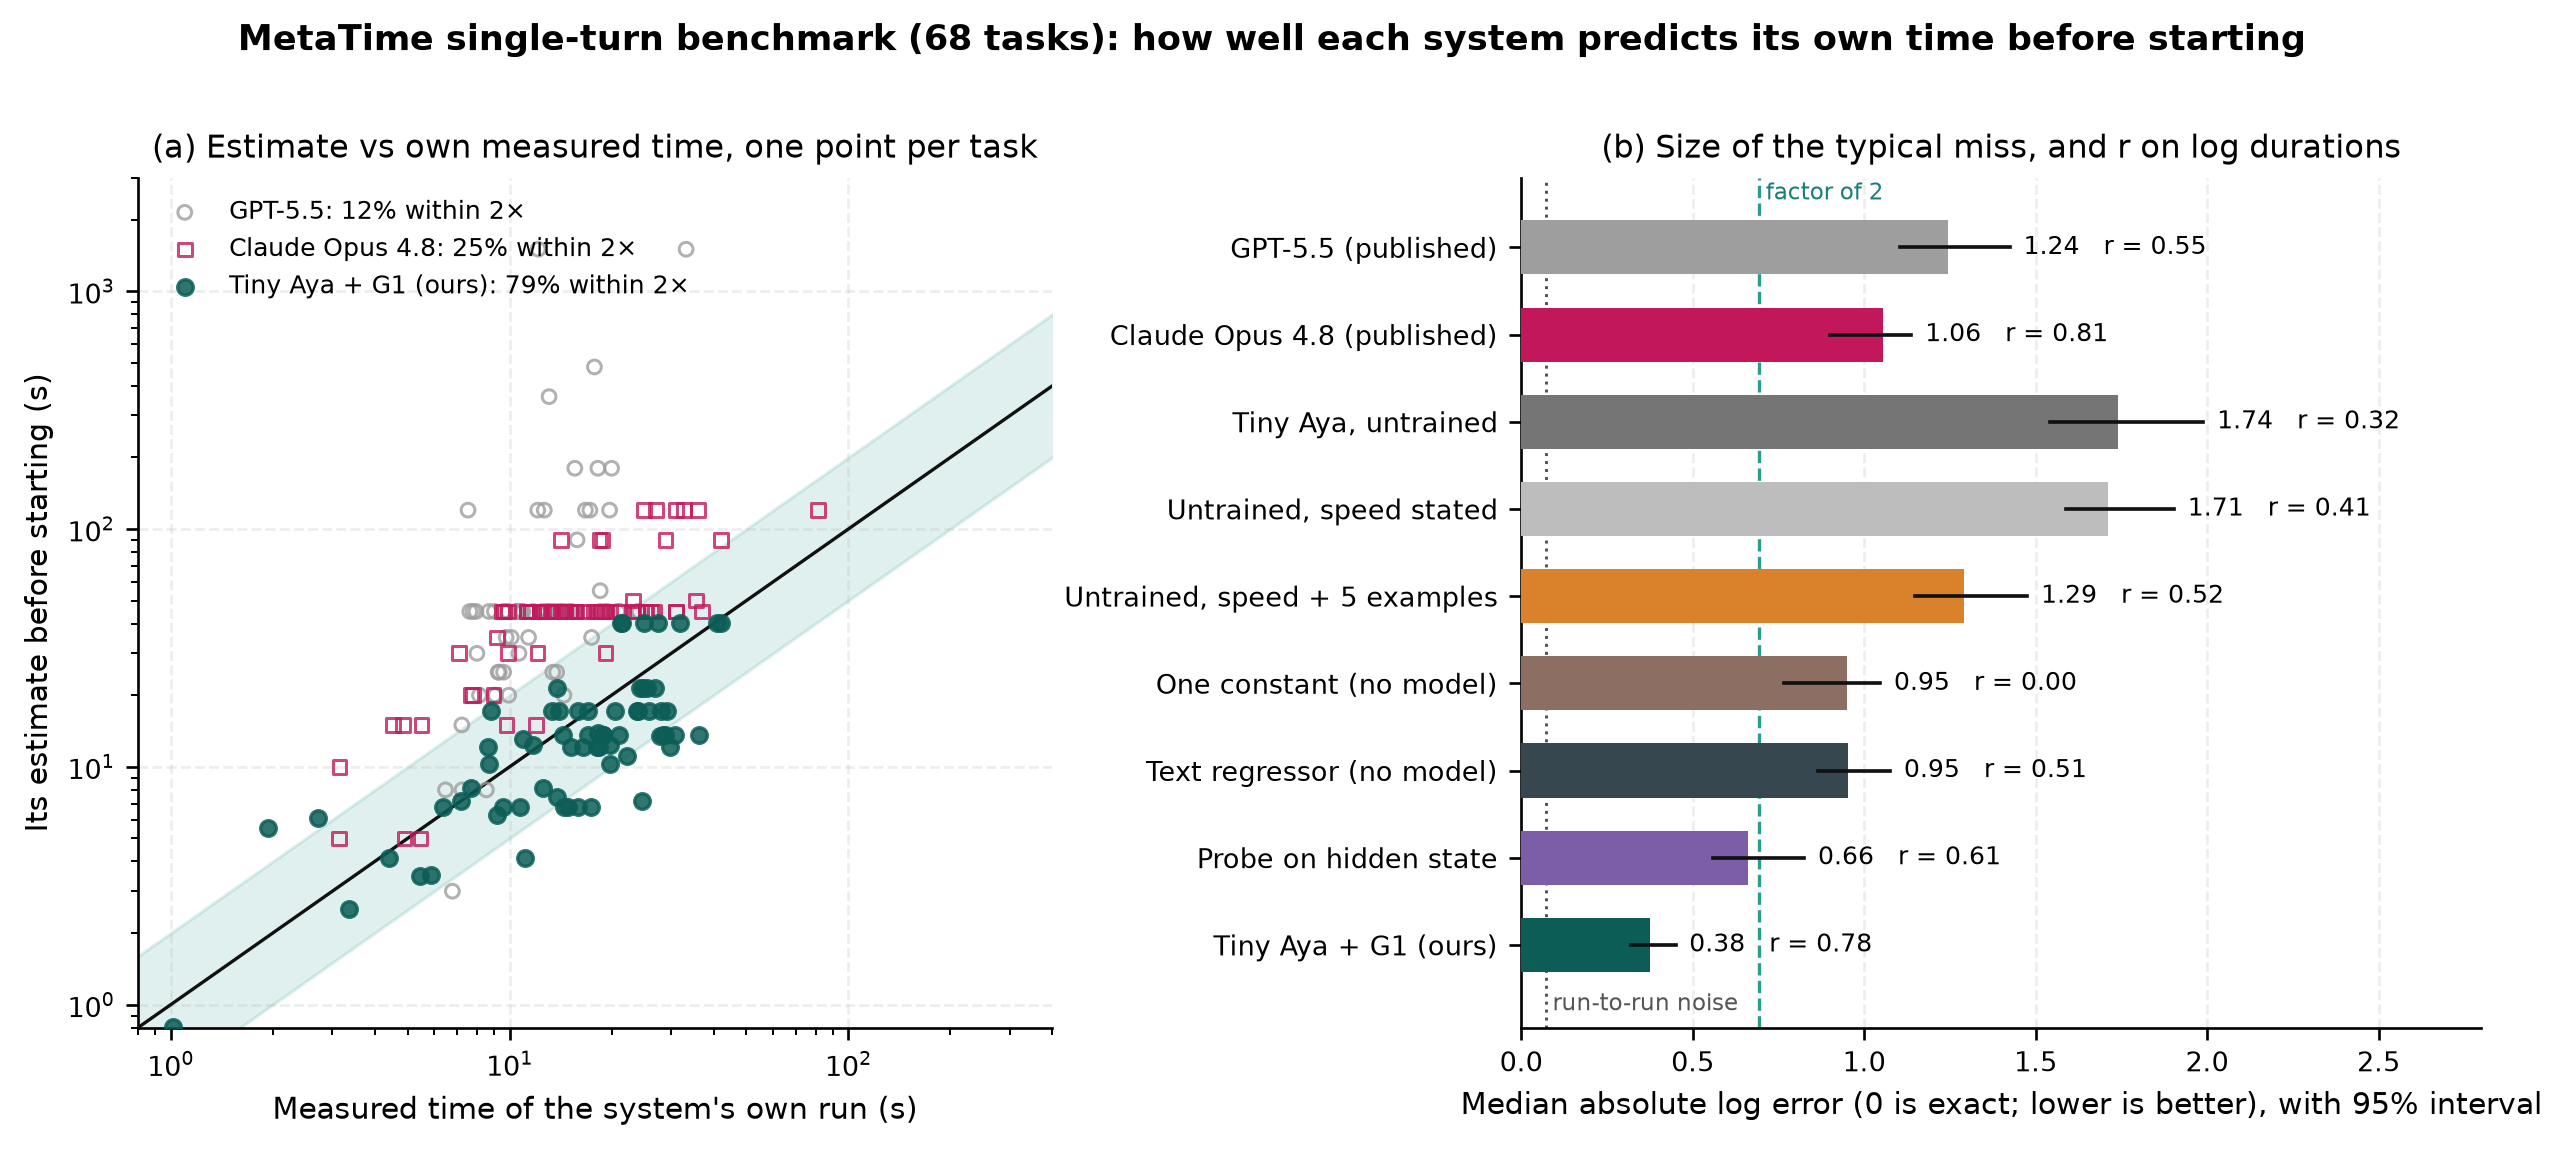 MetaTime single-turn benchmark (68 tasks): how well each system predicts its own time before starting
(a) Estimate vs own measured time, one point per task
GPT-5.5: 12% within 2×
Claude Opus 4.8: 25% within 2×
Tiny Aya + G1 (ours): 79% within 2×
Its estimate before starting (s)
10³
10²
10¹
10⁰
10⁰ 10¹ 10²
Measured time of the system's own run (s)
(b) Size of the typical miss, and r on log durations
factor of 2
GPT-5.5 (published) 1.24 r = 0.55
Claude Opus 4.8 (published) 1.06 r = 0.81
Tiny Aya, untrained 1.74 r = 0.32
Untrained, speed stated 1.71 r = 0.41
Untrained, speed + 5 examples 1.29 r = 0.52
One constant (no model) 0.95 r = 0.00
Text regressor (no model) 0.95 r = 0.51
Probe on hidden state 0.66 r = 0.61
Tiny Aya + G1 (ours) 0.38 r = 0.78
run-to-run noise
0.0 0.5 1.0 1.5 2.0 2.5
Median absolute log error (0 is exact; lower is better), with 95% interval